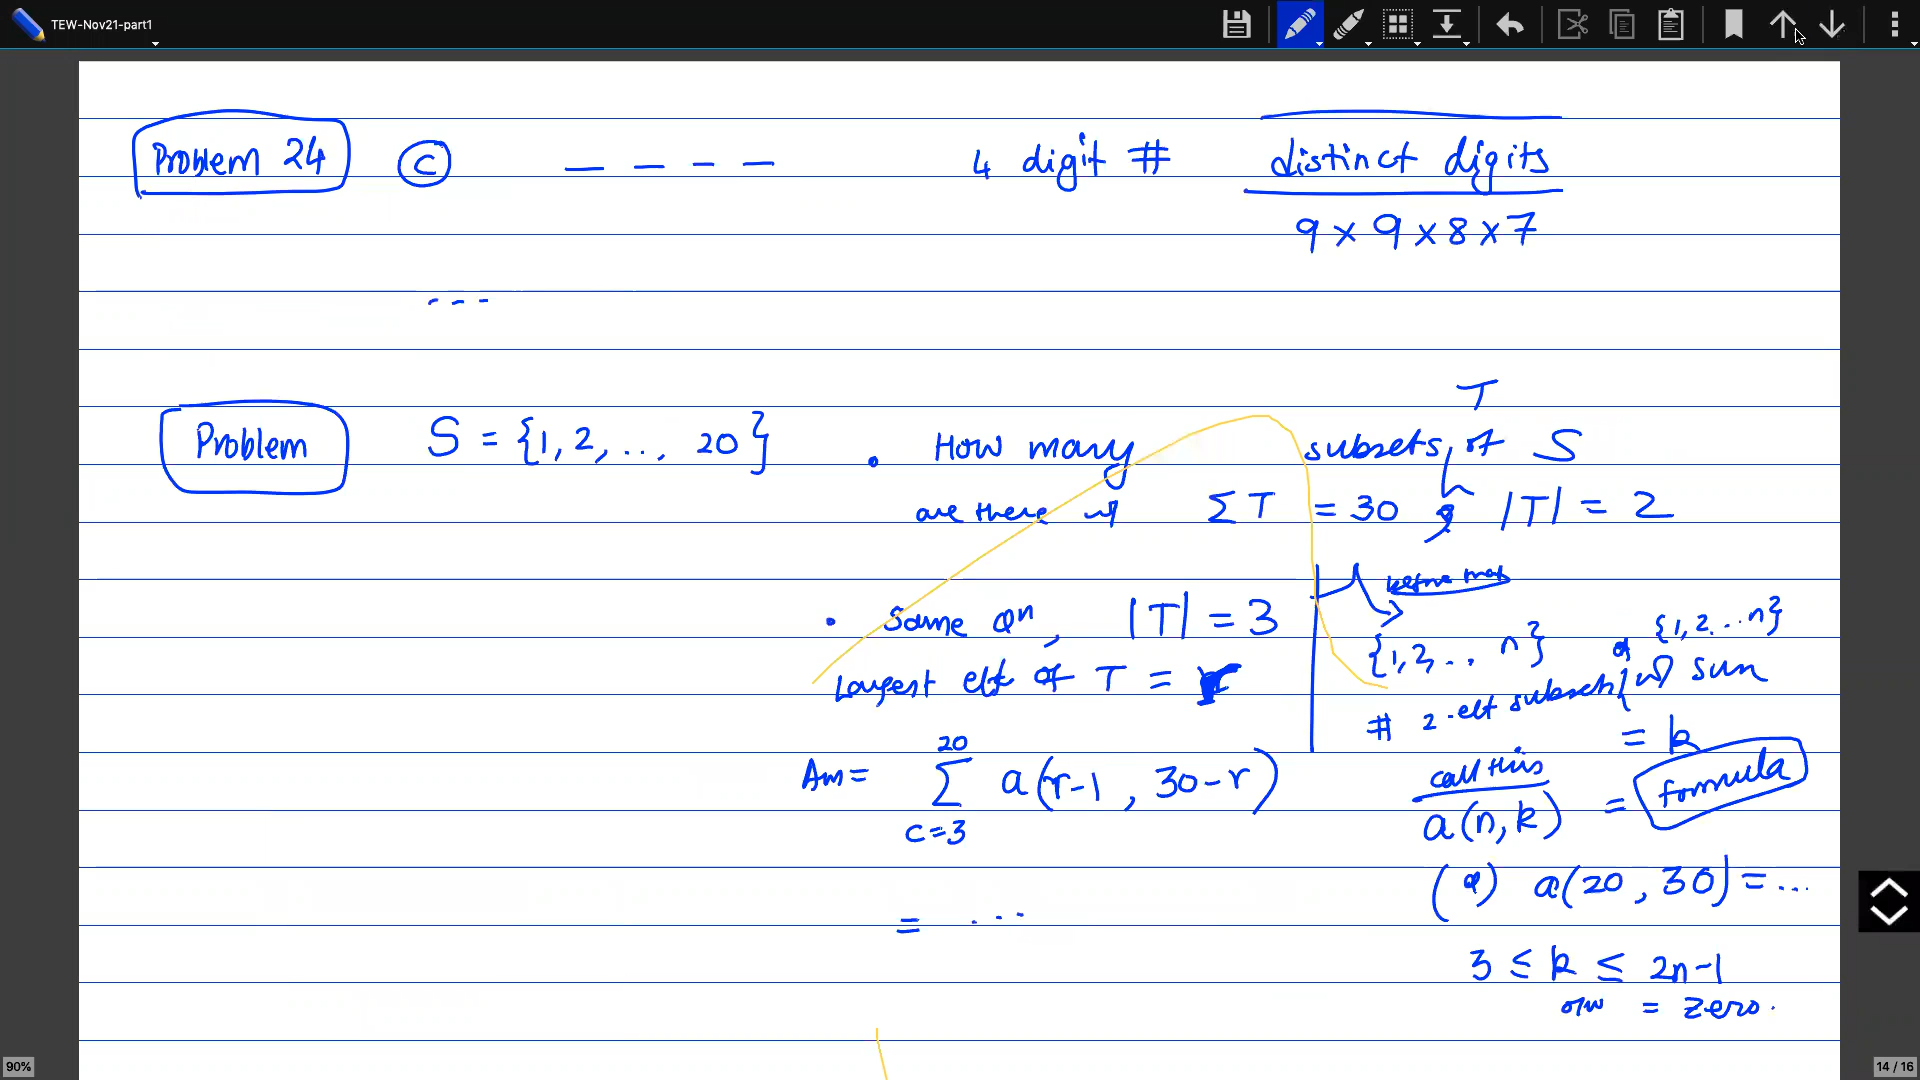 TEW-Nov21-part1
Problem 24 (c) _ _ _ _ 4 digit # distinct digits
9 × 9 × 8 × 7
---
Problem S = {1, 2, ..., 20} • How many subsets T of S
are there w/ ΣT = 30 & |T| = 2
• Same Qn, |T| = 3
Largest elt of T = r
Ans = 20 Σ c=3 a(r-1, 30-r)
= ...
{1, 2, ... n}
# 2-elt subsets of {1, 2, ... n} w/ sum
= k
call this
a(n, k) = formula
(a) a(20, 30) = ...
3 ≤ k ≤ 2n-1
o/w = zero.
90%
14 / 16